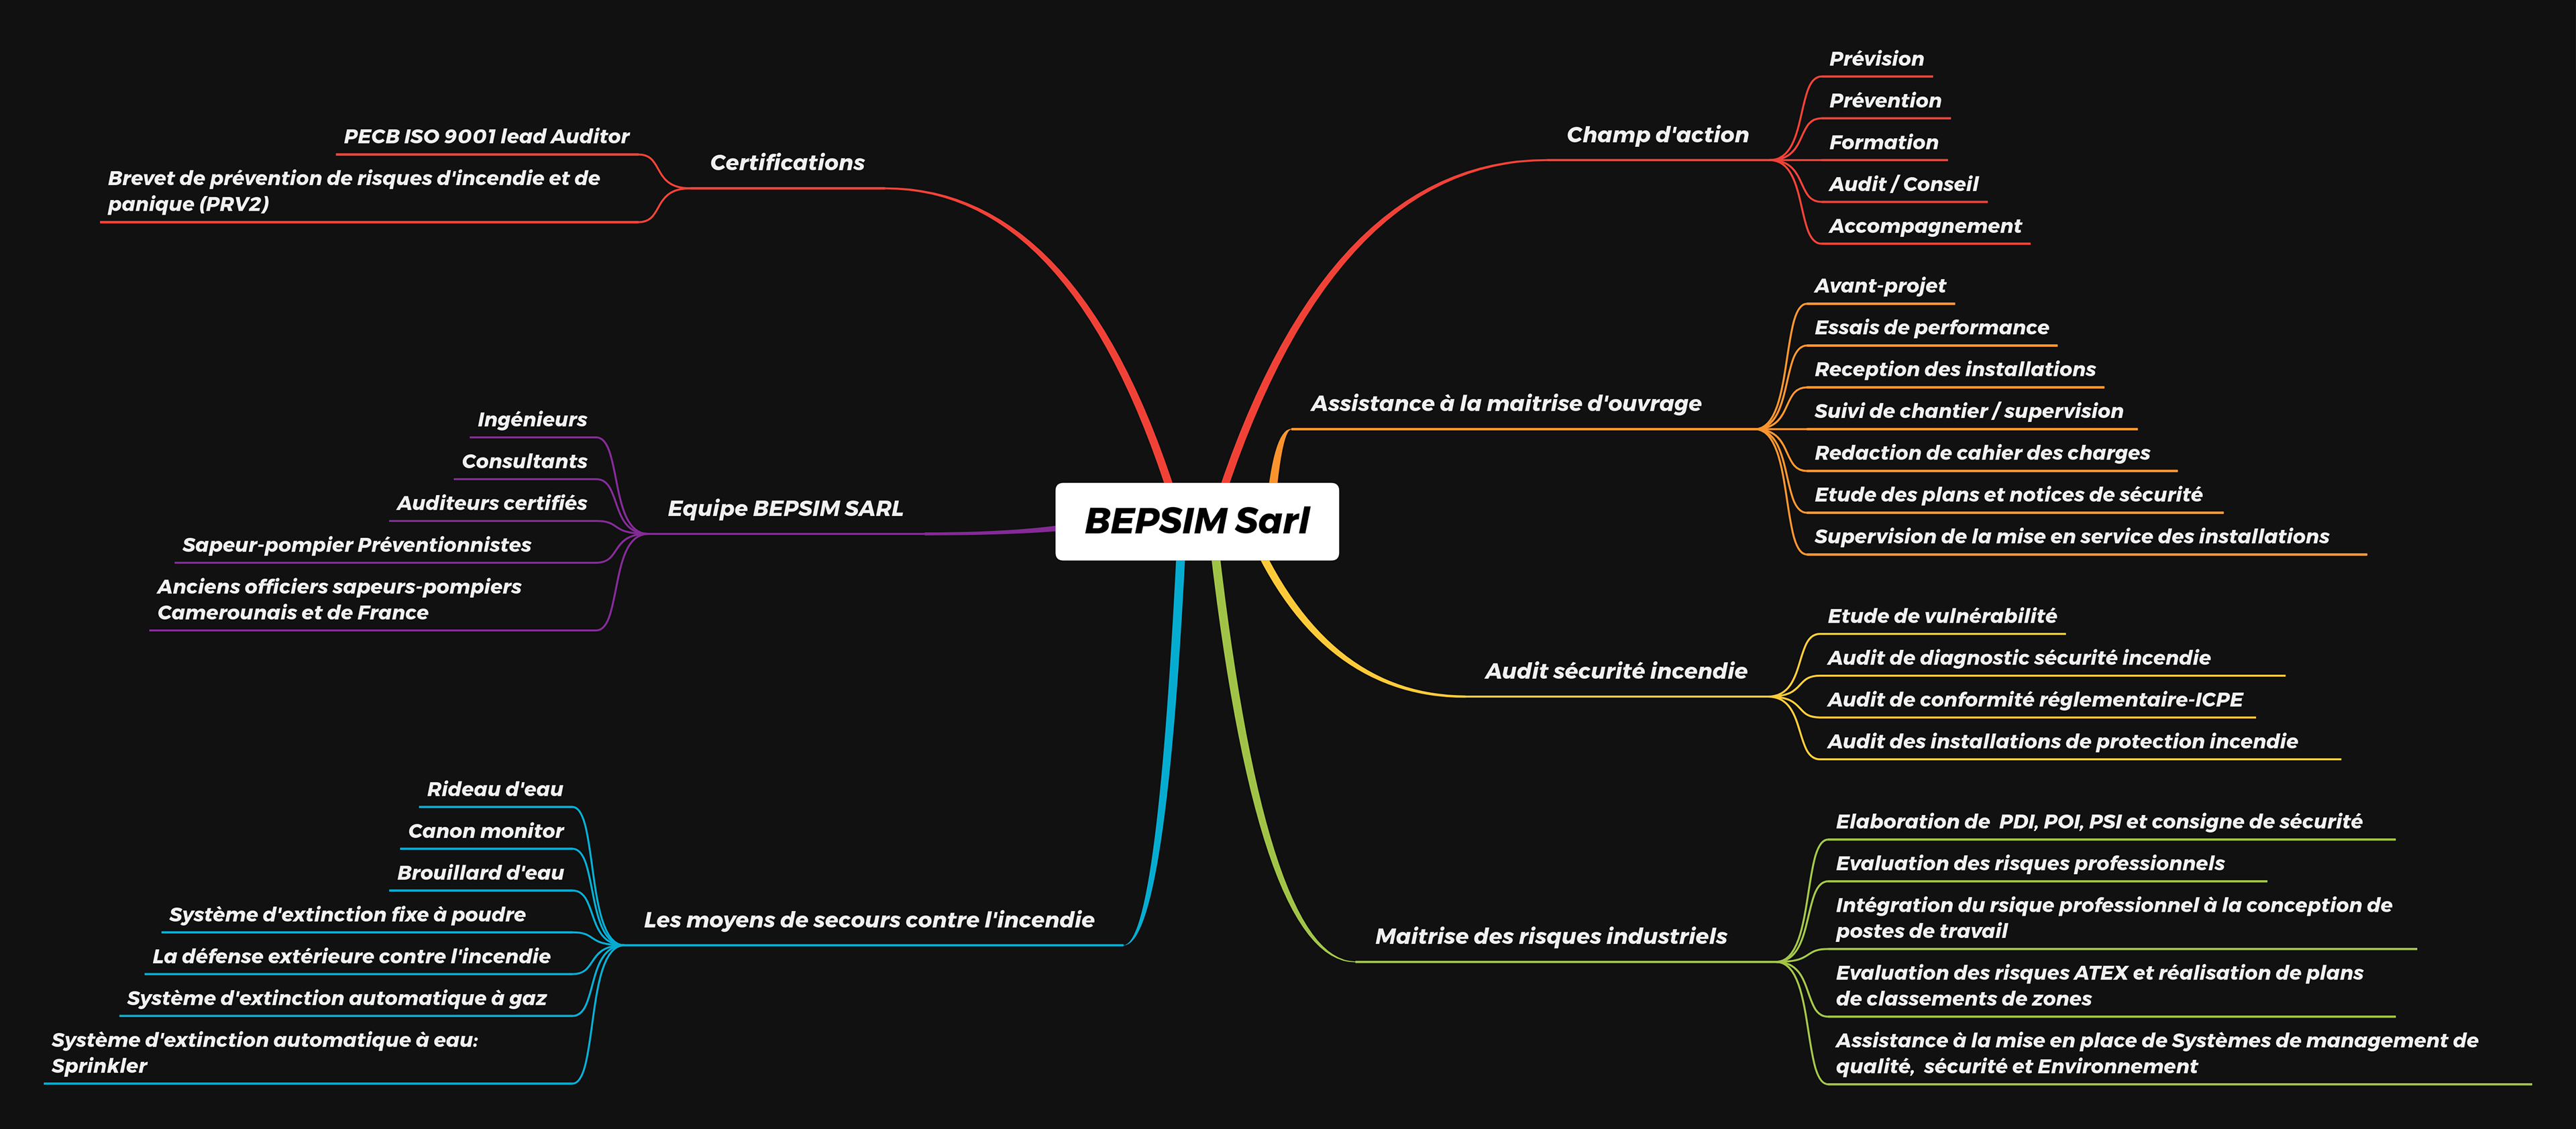 BEPSIM Sarl
Certifications
PECB ISO 9001 lead Auditor
Brevet de prévention de risques d'incendie et de
panique (PRV2)
Equipe BEPSIM SARL
Ingénieurs
Consultants
Auditeurs certifiés
Sapeur-pompier Préventionnistes
Anciens officiers sapeurs-pompiers
Camerounais et de France
Les moyens de secours contre l'incendie
Rideau d'eau
Canon monitor
Brouillard d'eau
Système d'extinction fixe à poudre
La défense extérieure contre l'incendie
Système d'extinction automatique à gaz
Système d'extinction automatique à eau:
Sprinkler
Champ d'action
Prévision
Prévention
Formation
Audit / Conseil
Accompagnement
Assistance à la maitrise d'ouvrage
Avant-projet
Essais de performance
Reception des installations
Suivi de chantier / supervision
Redaction de cahier des charges
Etude des plans et notices de sécurité
Supervision de la mise en service des installations
Audit sécurité incendie
Etude de vulnérabilité
Audit de diagnostic sécurité incendie
Audit de conformité réglementaire-ICPE
Audit des installations de protection incendie
Maitrise des risques industriels
Elaboration de  PDI, POI, PSI et consigne de sécurité
Evaluation des risques professionnels
Intégration du rsique professionnel à la conception de
postes de travail
Evaluation des risques ATEX et réalisation de plans
de classements de zones
Assistance à la mise en place de Systèmes de management de
qualité,  sécurité et Environnement